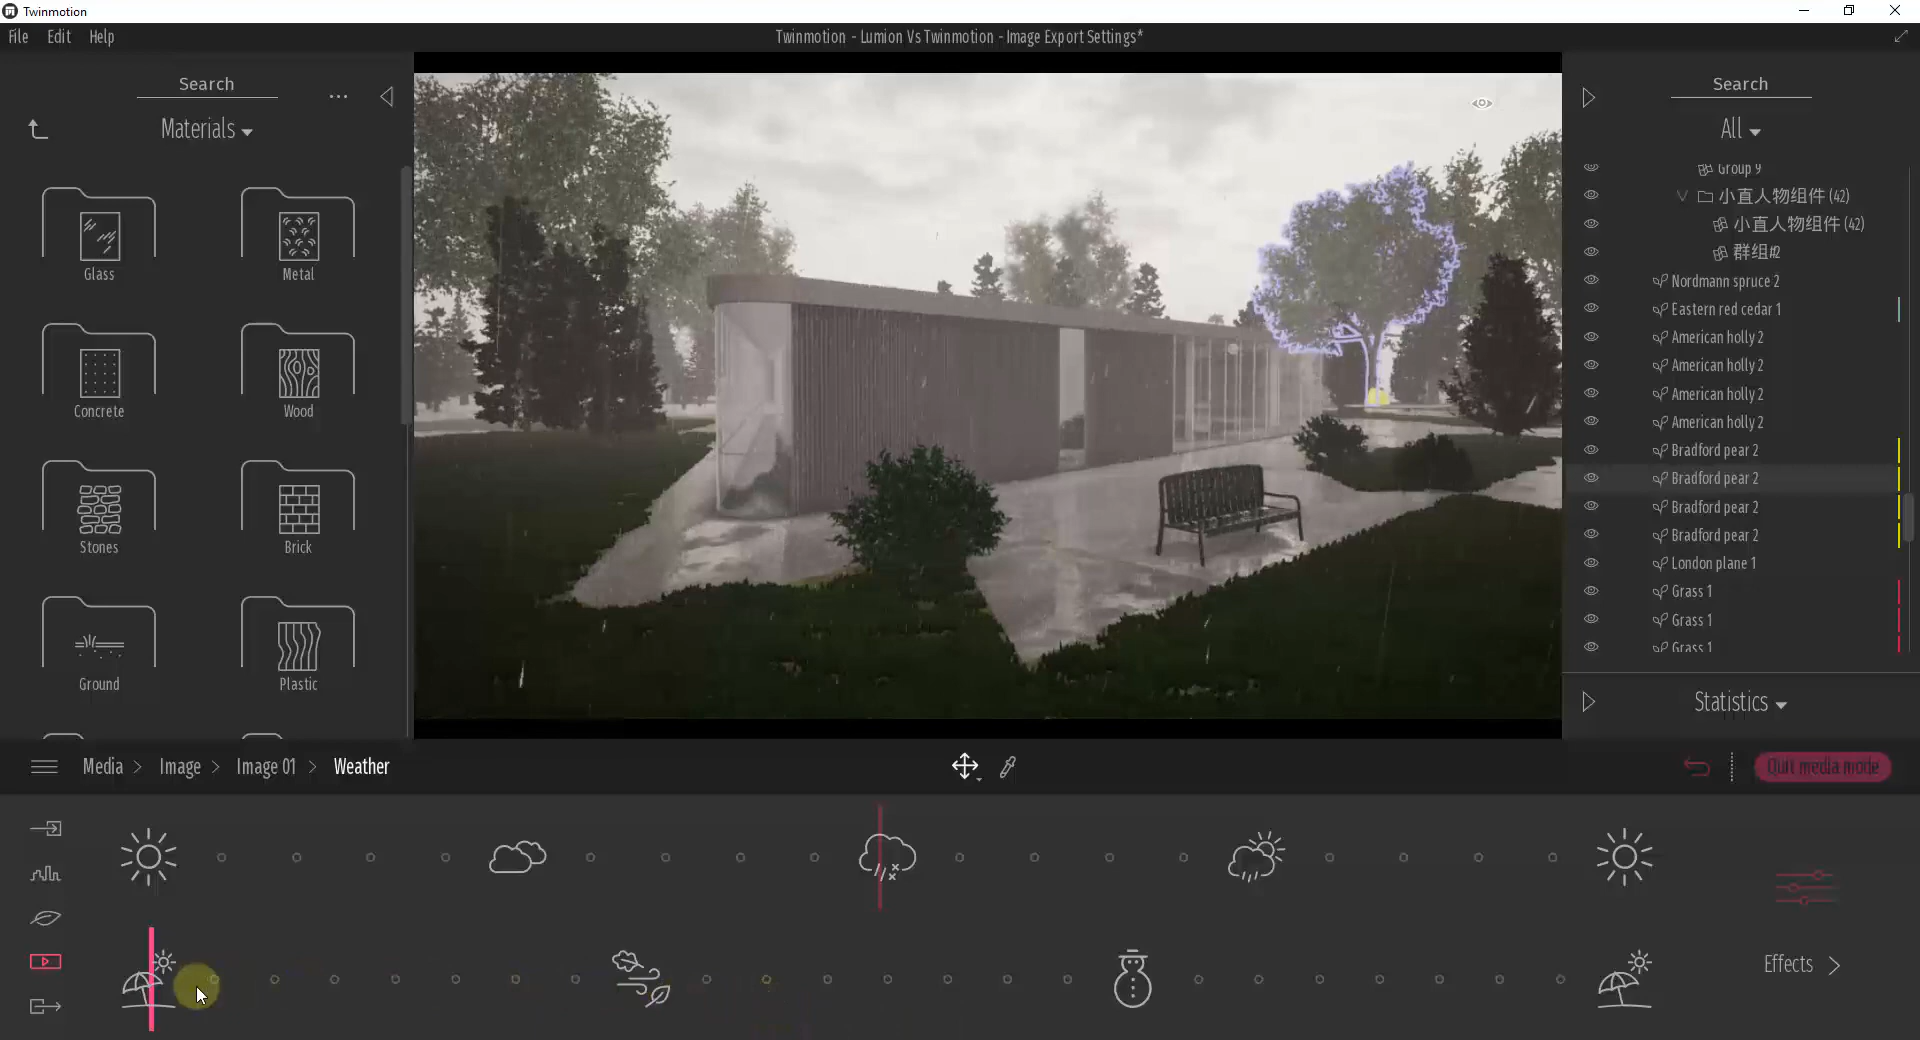 Twinmotion
File Edit Help
Twinmotion - Lumion Vs Twinmotion - Image Export Settings*
Search
Materials
Glass
Metal
Concrete
Wood
Stones
Brick
Ground
Plastic
Search
All
Group 9
小直人物组件 (42)
小直人物组件 (42)
群组#2
Nordmann spruce 2
Eastern red cedar 1
American holly 2
American holly 2
American holly 2
American holly 2
Bradford pear 2
Bradford pear 2
Bradford pear 2
Bradford pear 2
London plane 1
Grass 1
Grass 1
Grass 1
Statistics
Media > Image > Image 01 > Weather
Quit media mode
Effects >